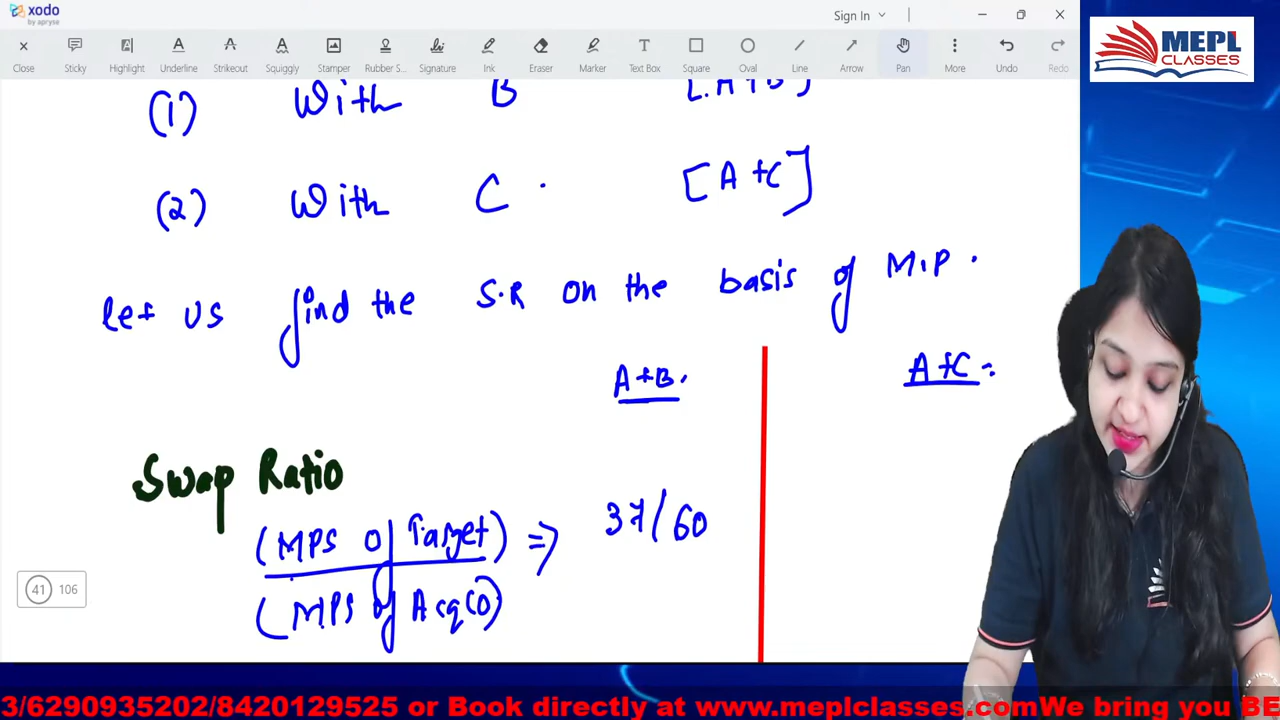 xodo
by apryse
Sign In
Close Sticky Highlight Underline Strikeout Squiggly Stamper Rubber Signature Ink Eraser Marker Text Box Square Oval Line Arrow Pan More Undo Redo
MEPL
CLASSES
(1) With B [A+B]
(2) With C [A+C]
let us find the S.R on the basis of M.P.
A+B.
A+C
Swap Ratio
(MPS of Target) => 37/60
(MPS of Acq(o)
41 106
3/6290935202/8420129525 or Book directly at www.meplclasses.comWe bring you BE